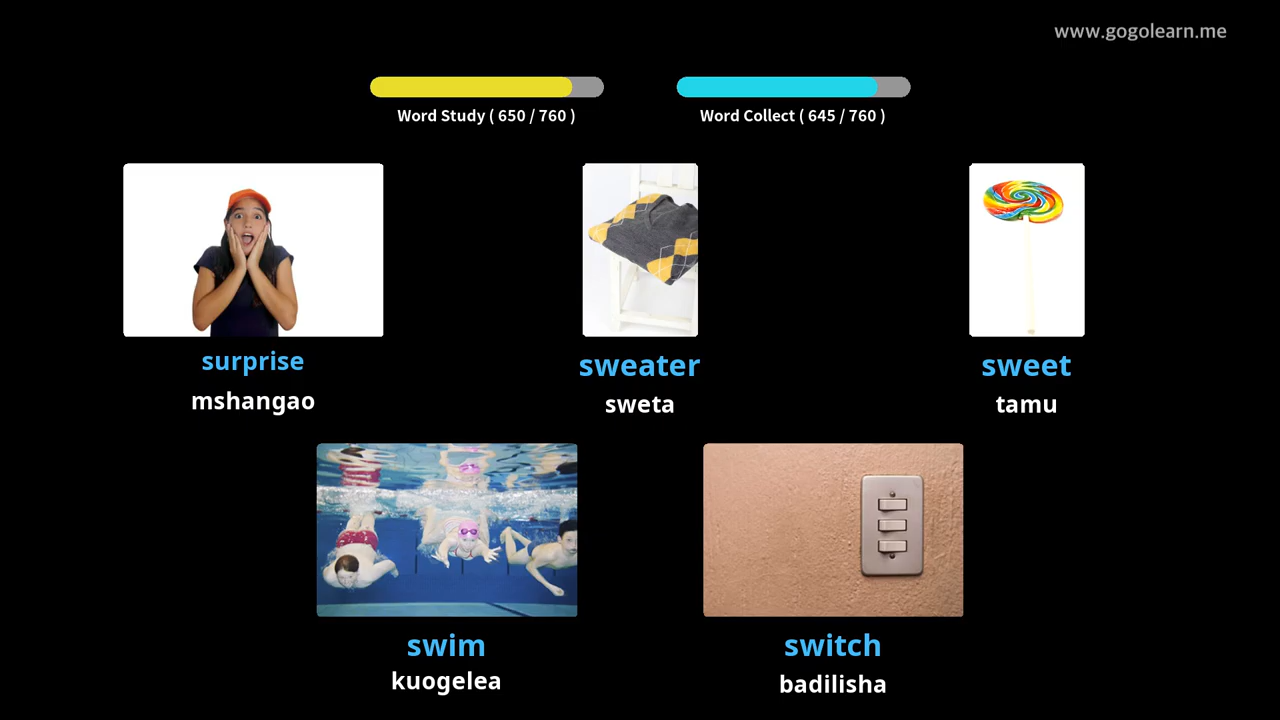 www.gogolearn.me
Word Study ( 650 / 760 )
Word Collect ( 645 / 760 )
surprise
mshangao
sweater
sweta
sweet
tamu
swim
kuogelea
switch
badilisha